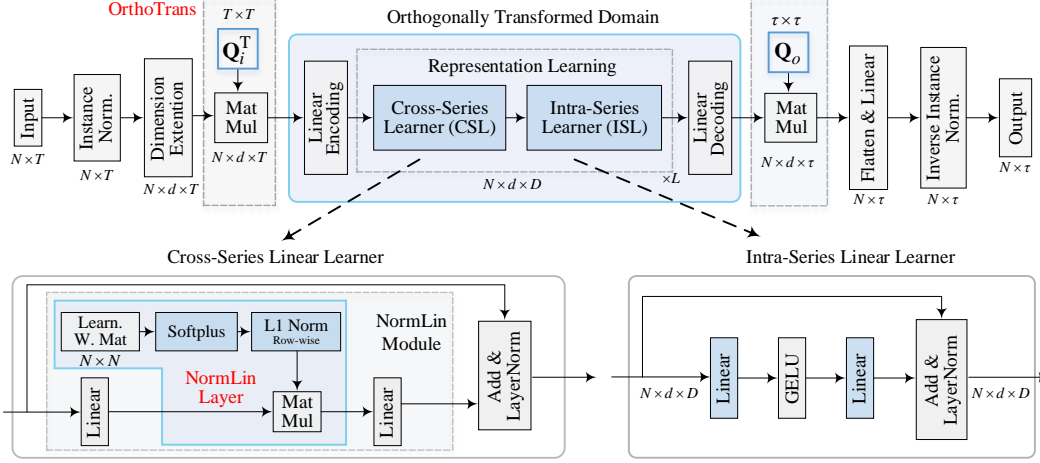 OrthoTrans
T × T
Q_i^T
Orthogonally Transformed Domain
τ × τ
Q_o
Representation Learning
Input
N × T
Instance
Norm.
N × T
Dimension
Extention
N × d × T
Mat
Mul
N × d × T
Linear
Encoding
Cross-Series
Learner (CSL)
Intra-Series
Learner (ISL)
N × d × D
×L
Linear
Decoding
Mat
Mul
N × d × τ
Flatten & Linear
N × τ
Inverse Instance
Norm.
N × τ
Output
N × τ
Cross-Series Linear Learner
Learn.
W. Mat
N × N
Softplus
L1 Norm
Row-wise
NormLin
Module
NormLin
Layer
Linear
Mat
Mul
Linear
Add &
LayerNorm
Intra-Series Linear Learner
N × d × D
Linear
GELU
Linear
Add &
LayerNorm
N × d × D